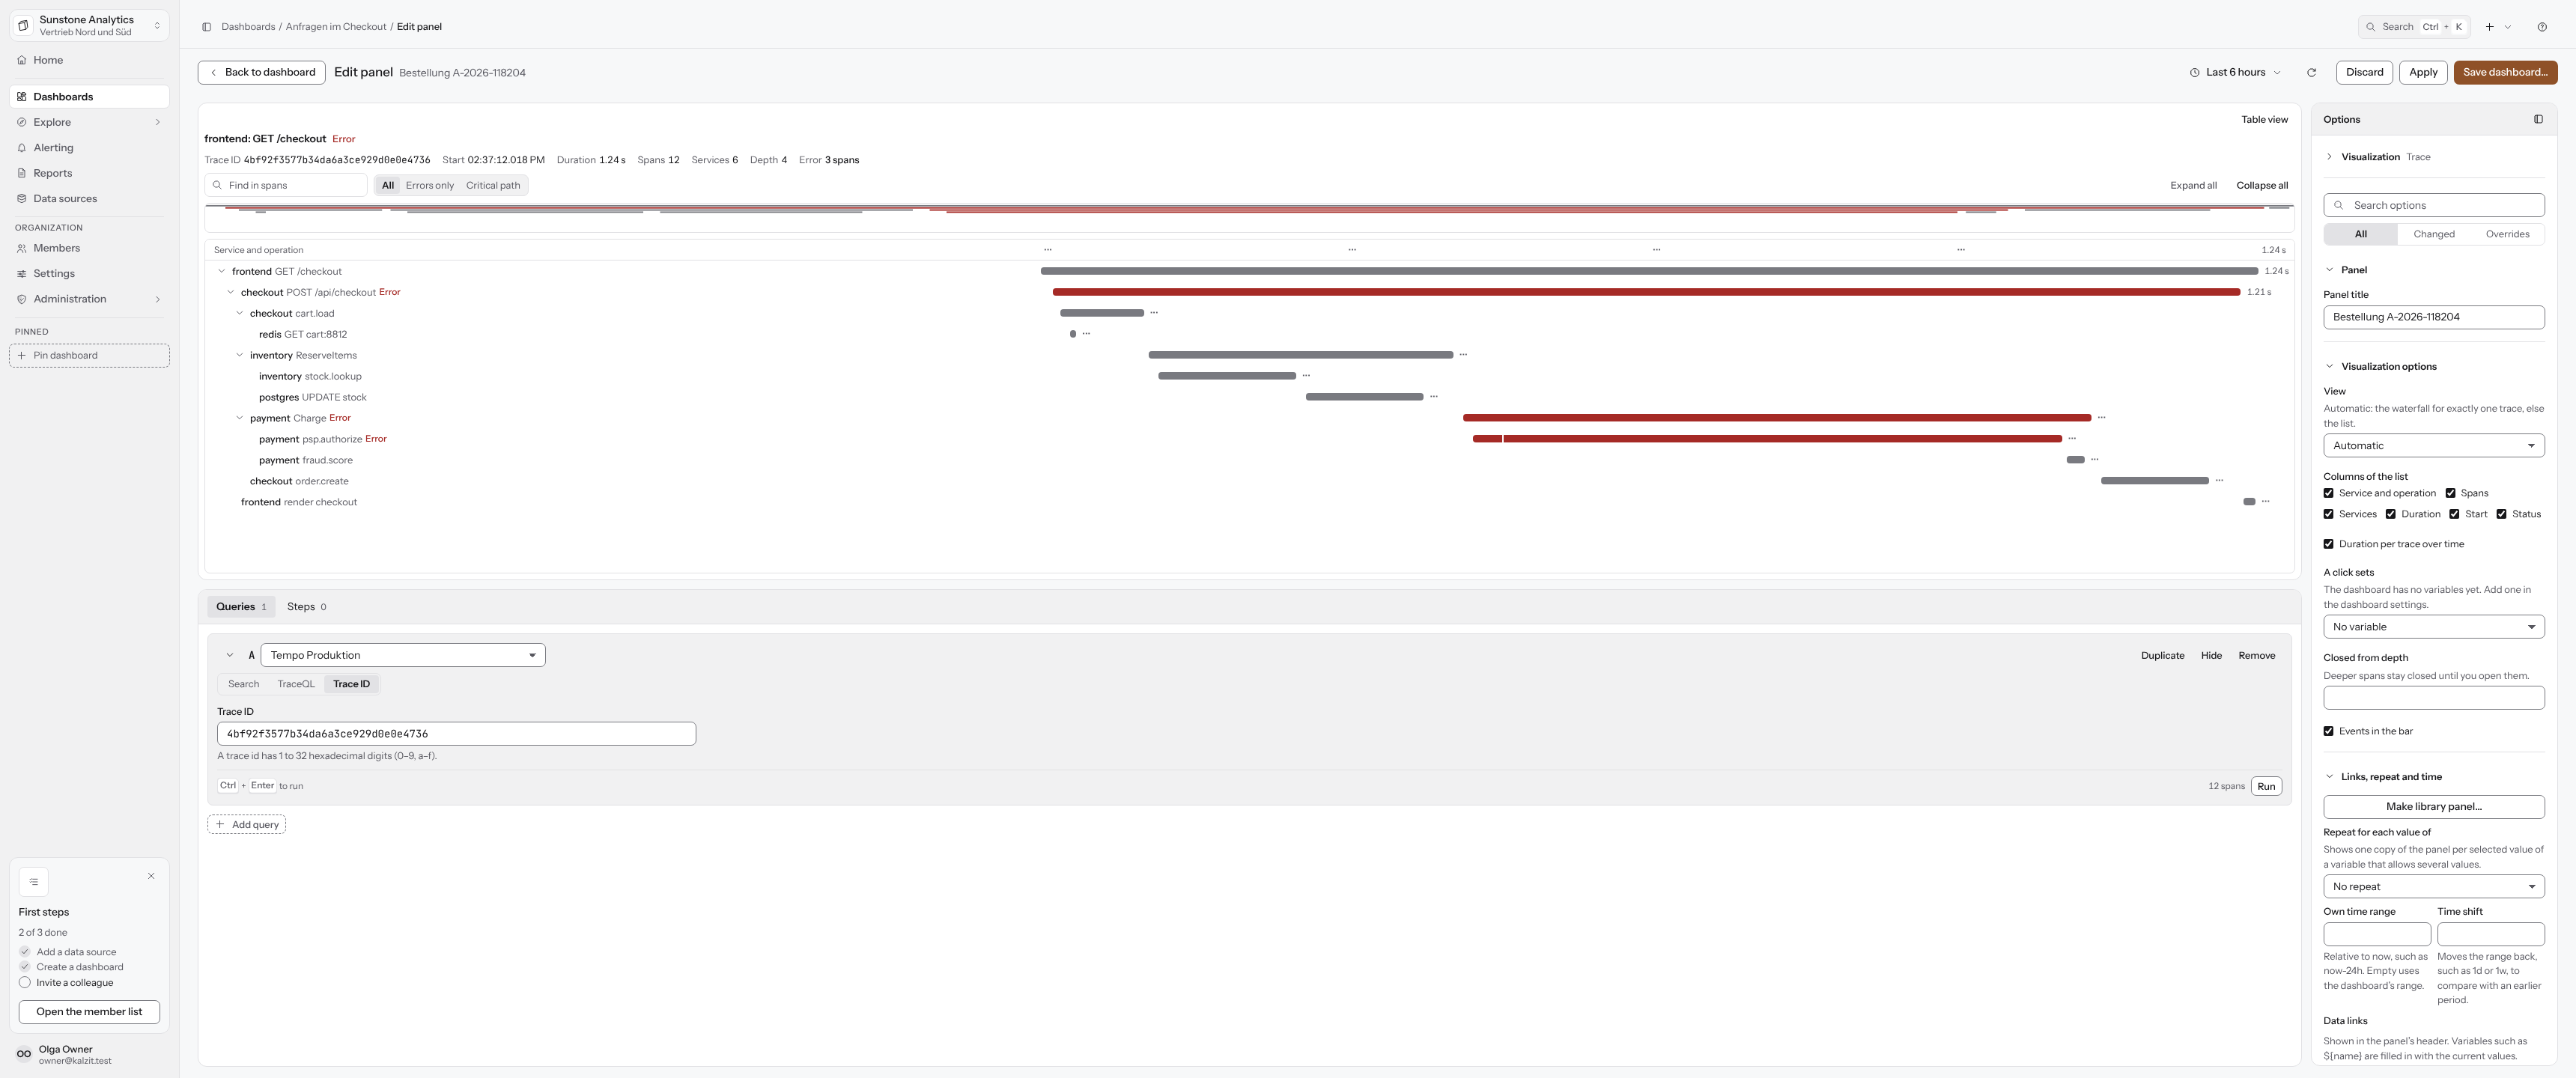 Sunstone Analytics
Vertrieb Nord und Süd
Home
Dashboards
Explore
Alerting
Reports
Data sources
ORGANIZATION
Members
Settings
Administration
PINNED
Pin dashboard
First steps
2 of 3 done
Add a data source
Create a dashboard
Invite a colleague
Open the member list
OO
Olga Owner
owner@kalzit.test
Dashboards / Anfragen im Checkout / Edit panel
Search Ctrl + K
Back to dashboard
Edit panel Bestellung A-2026-118204
Last 6 hours
Discard
Apply
Save dashboard...
Table view
frontend: GET /checkout Error
Trace ID 4bf92f3577b34da6a3ce929d0e0e4736 Start 02:37:12.018 PM Duration 1.24 s Spans 12 Services 6 Depth 4 Error 3 spans
Find in spans
All Errors only Critical path
Expand all Collapse all
Service and operation ... ... ... ... 1.24 s
frontend GET /checkout 1.24 s
checkout POST /api/checkout Error 1.21 s
checkout cart.load ...
redis GET cart:8812 ...
inventory ReserveItems ...
inventory stock.lookup ...
postgres UPDATE stock ...
payment Charge Error ...
payment psp.authorize Error ...
payment fraud.score ...
checkout order.create ...
frontend render checkout ...
Queries 1 Steps 0
A Tempo Produktion
Duplicate Hide Remove
Search TraceQL Trace ID
Trace ID
4bf92f3577b34da6a3ce929d0e0e4736
A trace id has 1 to 32 hexadecimal digits (0–9, a–f).
Ctrl + Enter to run
12 spans Run
Add query
Options
Visualization Trace
Search options
All Changed Overrides
Panel
Panel title
Bestellung A-2026-118204
Visualization options
View
Automatic: the waterfall for exactly one trace, else
the list.
Automatic
Columns of the list
Service and operation Spans
Services Duration Start Status
Duration per trace over time
A click sets
The dashboard has no variables yet. Add one in
the dashboard settings.
No variable
Closed from depth
Deeper spans stay closed until you open them.
Events in the bar
Links, repeat and time
Make library panel...
Repeat for each value of
Shows one copy of the panel per selected value of
a variable that allows several values.
No repeat
Own time range
Relative to now, such as
now-24h. Empty uses
the dashboard's range.
Time shift
Moves the range back,
such as 1d or 1w, to
compare with an earlier
period.
Data links
Shown in the panel's header. Variables such as
${name} are filled in with the current values.